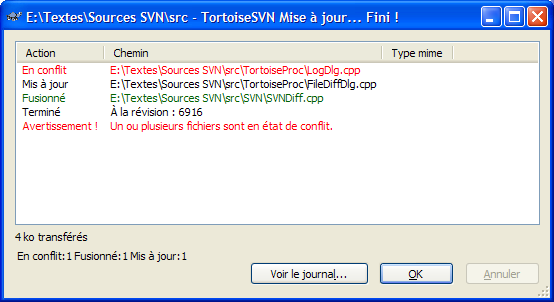 E:\Textes\Sources SVN\src - TortoiseSVN Mise à jour... Fini !
Action Chemin Type mime
En conflit E:\Textes\Sources SVN\src\TortoiseProc\LogDlg.cpp
Mis à jour E:\Textes\Sources SVN\src\TortoiseProc\FileDiffDlg.cpp
Fusionné E:\Textes\Sources SVN\src\SVN\SVNDiff.cpp
Terminé À la révision : 6916
Avertissement ! Un ou plusieurs fichiers sont en état de conflit.
4 ko transférés
En conflit:1 Fusionné:1 Mis à jour:1
Voir le journal... OK Annuler